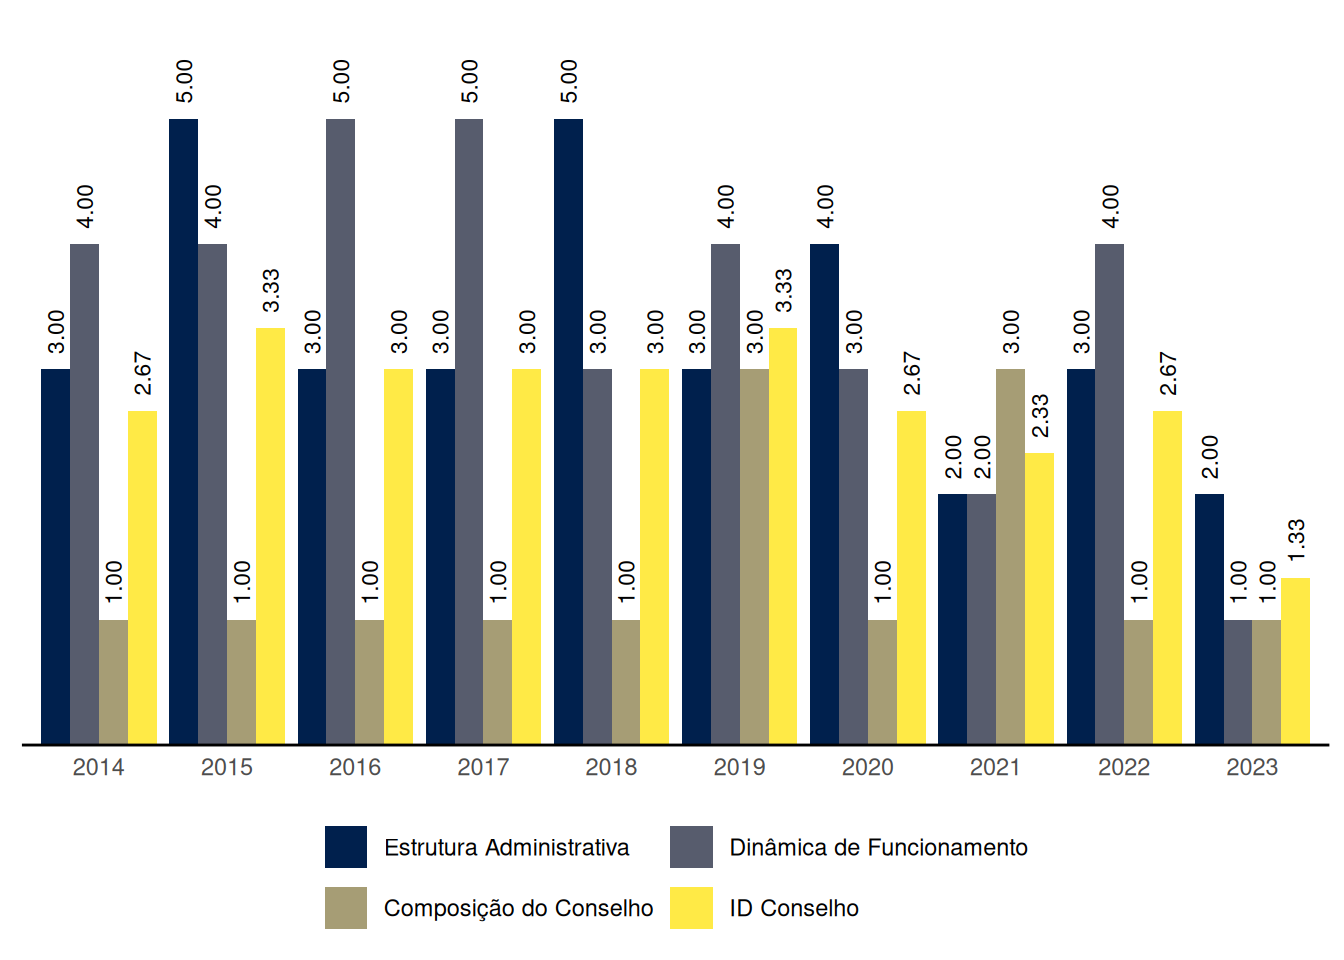 3.00 4.00 1.00 2.67
5.00 4.00 1.00 3.33
3.00 5.00 1.00 3.00
3.00 5.00 1.00 3.00
5.00 3.00 1.00 3.00
3.00 4.00 3.00 3.33
4.00 3.00 1.00 2.67
2.00 2.00 3.00 2.33
3.00 4.00 1.00 2.67
2.00 1.00 1.00 1.33
2014 2015 2016 2017 2018 2019 2020 2021 2022 2023
Estrutura Administrativa Dinâmica de Funcionamento
Composição do Conselho ID Conselho